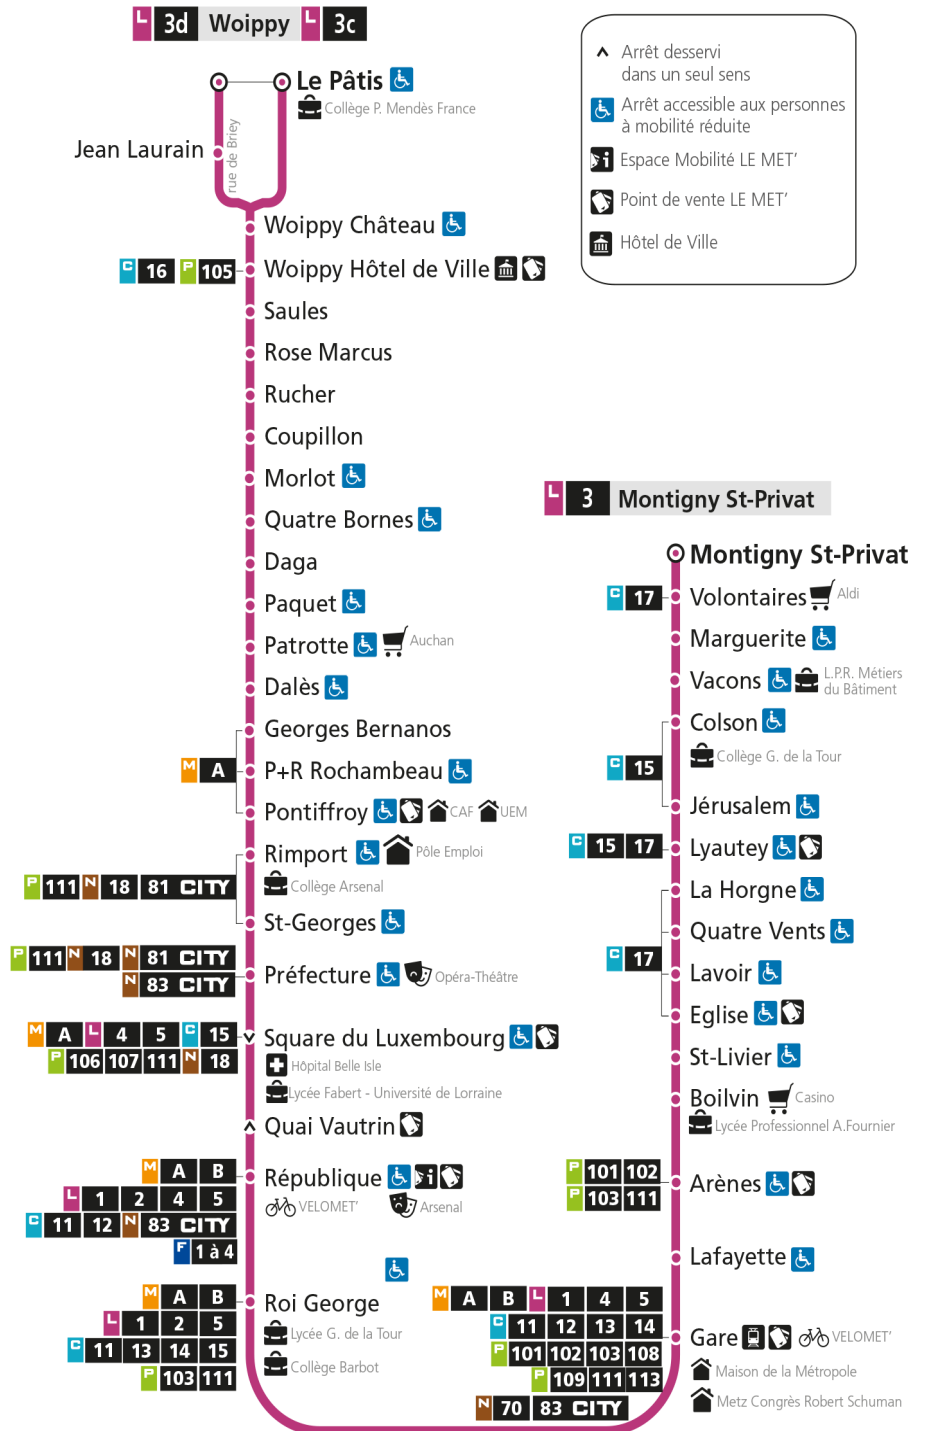 L 3d Woippy L 3c
Le Pâtis
Collège P. Mendès France
rue de Briey
Jean Laurain
Woippy Château
C 16 P 105 Woippy Hôtel de Ville
Saules
Rose Marcus
Rucher
Coupillon
Morlot
Quatre Bornes
Daga
Paquet
Patrotte Auchan
Dalès
Georges Bernanos
M A P+R Rochambeau
Pontiffroy CAF UEM
Rimport Pôle Emploi
P 111 N 18 81 CITY Collège Arsenal
St-Georges
P 111 N 18 N 81 CITY
N 83 CITY
Préfecture Opéra-Théâtre
M A L 4 5 C 15
P 106 107 111 N 18
Square du Luxembourg
Hôpital Belle Isle
Lycée Fabert - Université de Lorraine
Quai Vautrin
M A B
L 1 2 4 5
C 11 12 N 83 CITY
F 1 à 4
République
VELOMET' Arsenal
M A B
L 1 2 5
C 11 13 14 15
P 103 111
Roi George
Lycée G. de la Tour
Collège Barbot
Arrêt desservi
dans un seul sens
Arrêt accessible aux personnes
à mobilité réduite
Espace Mobilité LE MET'
Point de vente LE MET'
Hôtel de Ville
L 3 Montigny St-Privat
Montigny St-Privat
C 17 Volontaires Aldi
Marguerite
Vacons L.P.R. Métiers
du Bâtiment
Colson
Collège G. de la Tour
C 15
Jérusalem
C 15 17 Lyautey
La Horgne
Quatre Vents
C 17
Lavoir
Eglise
St-Livier
Boilvin Casino
Lycée Professionnel A.Fournier
P 101 102
P 103 111
Arènes
Lafayette
M A B L 1 4 5
C 11 12 13 14
P 101 102 103 108
P 109 111 113
N 70 83 CITY
Gare VELOMET'
Maison de la Métropole
Metz Congrès Robert Schuman